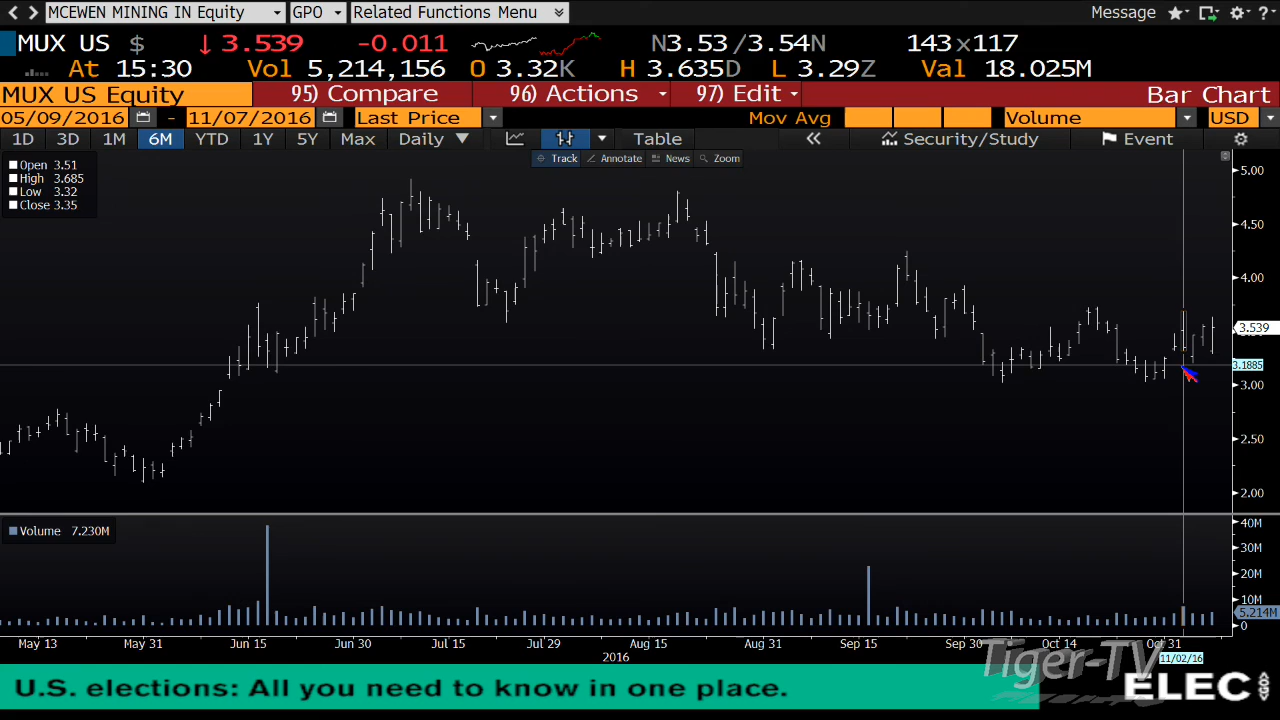 MCEWEN MINING IN Equity GPO Related Functions Menu Message ?
MUX US $ ↓ 3.539 -0.011 N3.53 /3.54N 143 x117
At 15:30 Vol 5,214,156 O 3.32K H 3.635D L 3.29Z Val 18.025M
MUX US Equity 95) Compare 96) Actions 97) Edit Bar Chart
05/09/2016 - 11/07/2016 Last Price Mov Avg Volume USD
1D 3D 1M 6M YTD 1Y 5Y Max Daily ▼ Table « Security/Study Event
Track Annotate News Zoom
Open 3.51
High 3.685
Low 3.32
Close 3.35
5.00
4.50
4.00
3.539
3.1885
3.00
2.50
2.00
Volume 7.230M
40M
30M
20M
10M
5.214M
0
May 13 May 31 Jun 15 Jun 30 Jul 15 Jul 29 Aug 15 Aug 31 Sep 15 Sep 30 Oct 14 Oct 31
2016 11/02/16
Tiger-TV
U.S. elections: All you need to know in one place. ELEC